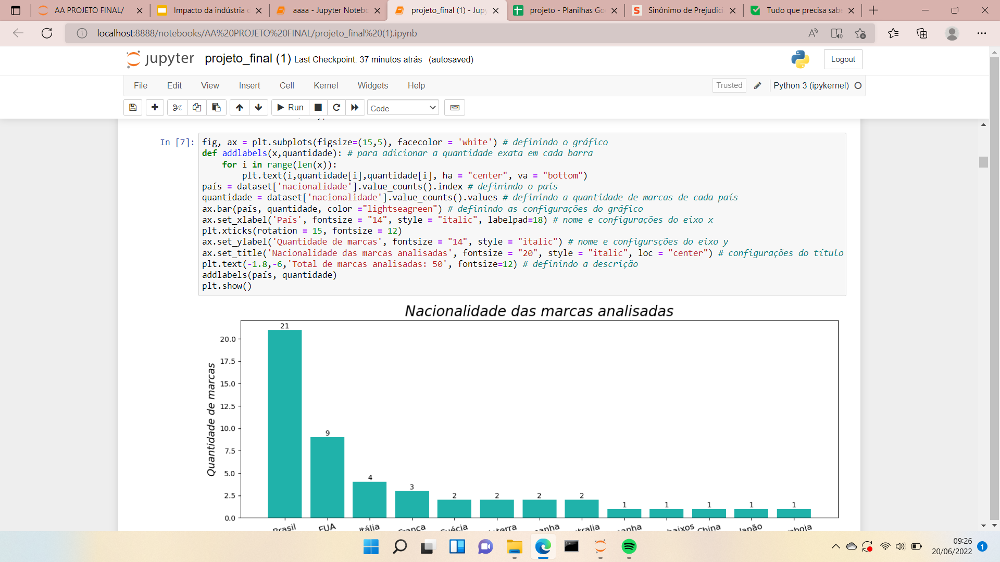 AA PROJETO FINAL/
Impacto da indústria
aaaa - Jupyter Noteb
projeto_final (1) - Jup
projeto - Planilhas Go
Sinônimo de Prejudici
Tudo que precisa sab
localhost:8888/notebooks/AA%20PROJETO%20FINAL/projeto_final%20(1).ipynb
jupyter projeto_final (1) Last Checkpoint: 37 minutos atrás (autosaved)
Logout
File Edit View Insert Cell Kernel Widgets Help
Trusted
Python 3 (ipykernel)
Run
Code
In [7]:
fig, ax = plt.subplots(figsize=(15,5), facecolor = 'white') # definindo o gráfico
def addlabels(x,quantidade): # para adicionar a quantidade exata em cada barra
    for i in range(len(x)):
        plt.text(i,quantidade[i],quantidade[i], ha = "center", va = "bottom")
país = dataset['nacionalidade'].value_counts().index # definindo o país
quantidade = dataset['nacionalidade'].value_counts().values # definindo a quantidade de marcas de cada país
ax.bar(país, quantidade, color ="lightseagreen") # definindo as configurações do gráfico
ax.set_xlabel('País', fontsize = "14", style = "italic", labelpad=18) # nome e configurações do eixo x
plt.xticks(rotation = 15, fontsize = 12)
ax.set_ylabel('Quantidade de marcas', fontsize = "14", style = "italic") # nome e configursções do eixo y
ax.set_title('Nacionalidade das marcas analisadas', fontsize = "20", style = "italic", loc = "center") # configurações do título
plt.text(-1.8,-6,'Total de marcas analisadas: 50', fontsize=12) # definindo a descrição
addlabels(país, quantidade)
plt.show()
Nacionalidade das marcas analisadas
Quantidade de marcas
20.0
17.5
15.0
12.5
10.0
7.5
5.0
2.5
0.0
21 9 4 3 2 2 2 2 1 1 1 1 1
Brasil EUA Itália França Suécia terra anha tralia anha baixos China Japão mboja
09:26
20/06/2022
1